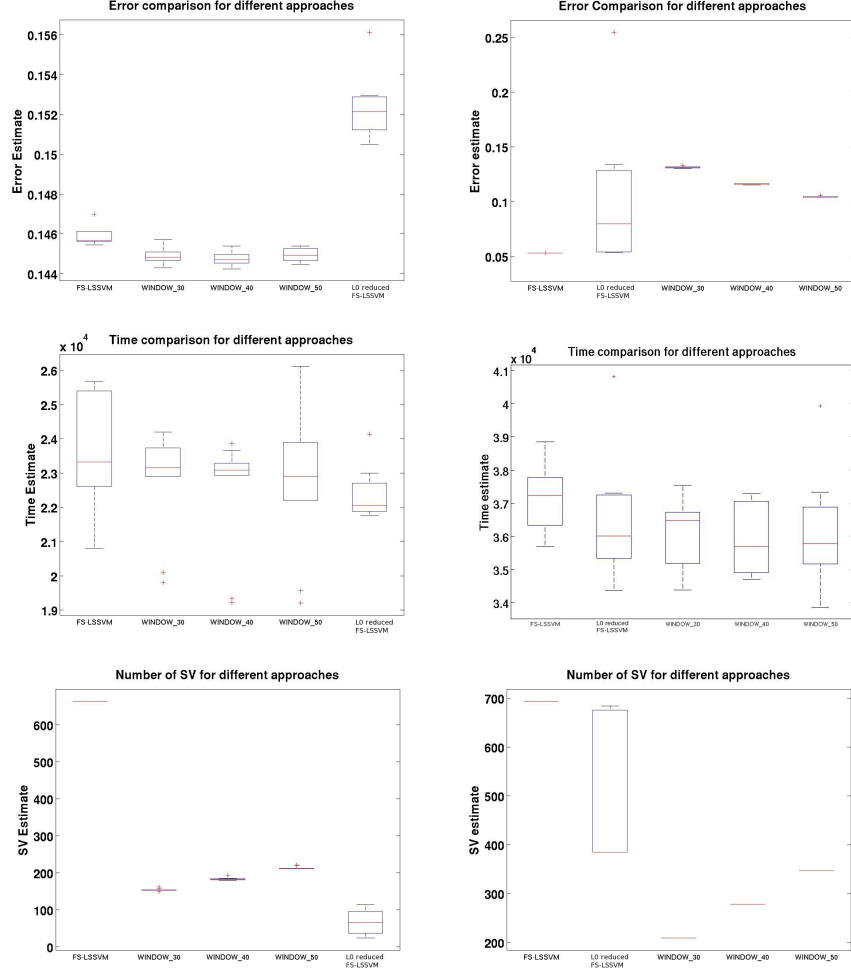 Error comparison for different approaches
0.156
0.154
0.152
0.15
0.148
0.146
0.144
Error Estimate
FS-LSSVM WINDOW_30 WINDOW_40 WINDOW_50 L0 reduced
FS-LSSVM
Error Comparison for different approaches
0.25
0.2
0.15
0.1
0.05
Error estimate
FS-LSSVM L0 reduced WINDOW_30 WINDOW_40 WINDOW_50
FS-LSSVM
Time comparison for different approaches
x 10^4
2.6
2.5
2.4
2.3
2.2
2.1
2
1.9
Time Estimate
FS-LSSVM WINDOW_30 WINDOW_40 WINDOW_50 L0 reduced
FS-LSSVM
Time comparison for different approaches
x 10^4
4.1
4
3.9
3.8
3.7
3.6
3.5
3.4
Time estimate
FS-LSSVM L0 reduced WINDOW_30 WINDOW_40 WINDOW_50
FS-LSSVM
Number of SV for different approaches
600
500
400
300
200
100
0
SV Estimate
FS-LSSVM WINDOW_30 WINDOW_40 WINDOW_50 L0 reduced
FS-LSSVM
Number of SV for different approaches
700
600
500
400
300
200
SV estimate
FS-LSSVM L0 reduced WINDOW_30 WINDOW_40 WINDOW_50
FS-LSSVM